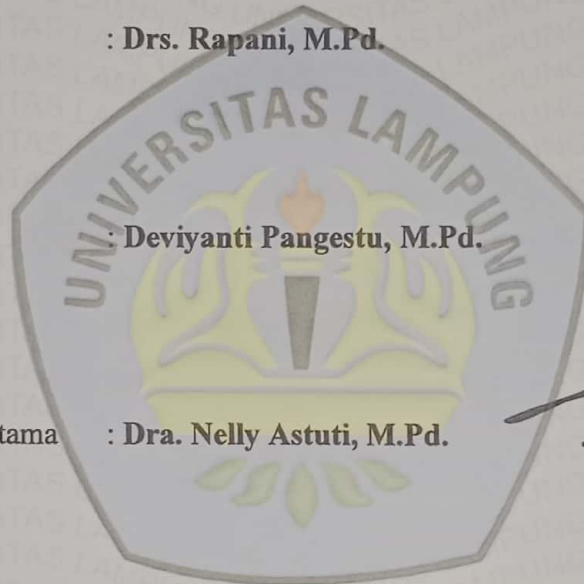 : Drs. Rapani, M.Pd.
UNIVERSITAS LAMPUNG
: Deviyanti Pangestu, M.Pd.
tama : Dra. Nelly Astuti, M.Pd.